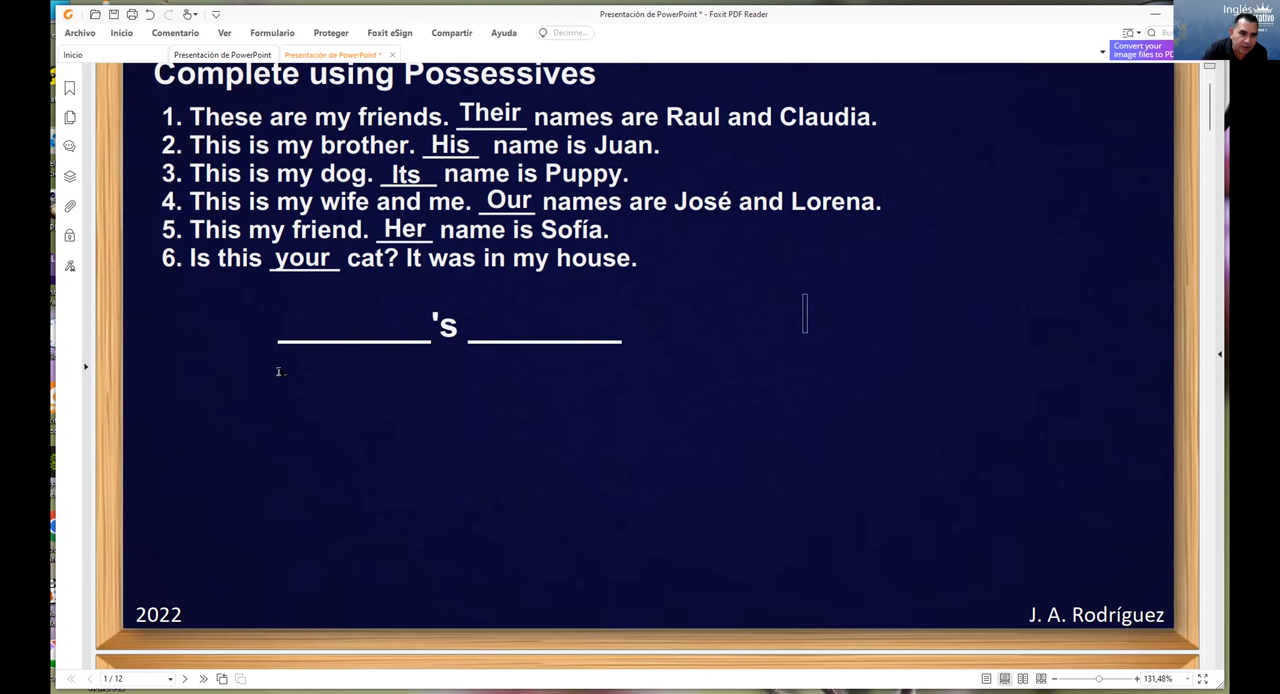 Presentación de PowerPoint * - Foxit PDF Reader
Inglés
Archivo Inicio Comentario Ver Formulario Proteger Foxit eSign Compartir Ayuda Decirme...
Convert your
image files to PD
Inicio Presentación de PowerPoint Presentación de PowerPoint *
Complete using Possessives
1. These are my friends. Their names are Raul and Claudia.
2. This is my brother. His name is Juan.
3. This is my dog. Its name is Puppy.
4. This is my wife and me. Our names are José and Lorena.
5. This my friend. Her name is Sofía.
6. Is this your cat? It was in my house.
________'s ________
2022
J. A. Rodríguez
1 / 12
131,48%